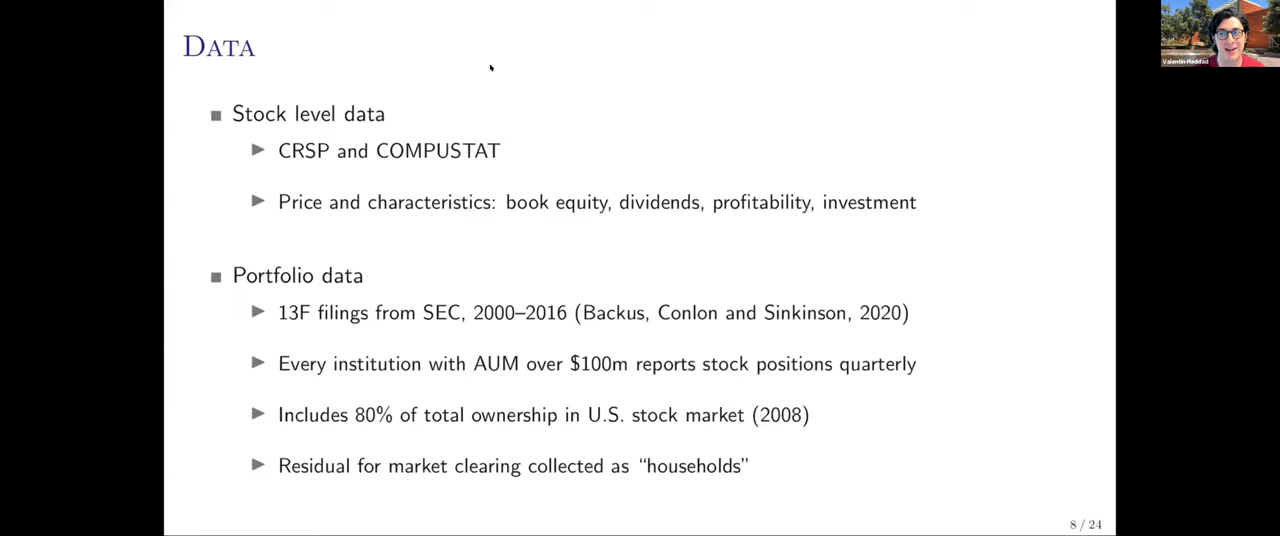 DATA
Stock level data
CRSP and COMPUSTAT
Price and characteristics: book equity, dividends, profitability, investment
Portfolio data
13F filings from SEC, 2000–2016 (Backus, Conlon and Sinkinson, 2020)
Every institution with AUM over $100m reports stock positions quarterly
Includes 80% of total ownership in U.S. stock market (2008)
Residual for market clearing collected as “households”
8 / 24
Valentin Haddad